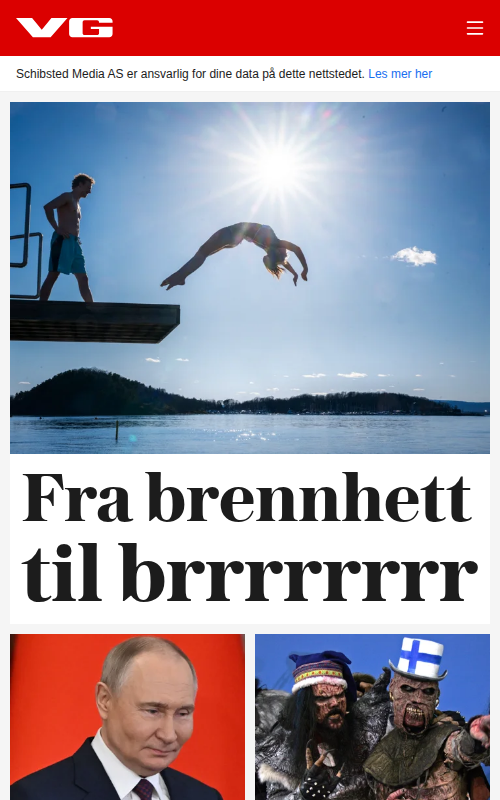 VG
Schibsted Media AS er ansvarlig for dine data på dette nettstedet. Les mer her
Fra brennhett
til brrrrrrrr